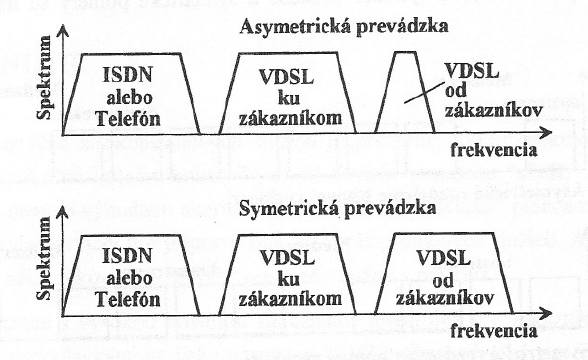 Asymetrická prevádzka
Spektrum
ISDN
alebo
Telefón
VDSL
ku
zákazníkom
VDSL
od
zákazníkov
frekvencia
Symetrická prevádzka
Spektrum
ISDN
alebo
Telefón
VDSL
ku
zákazníkom
VDSL
od
zákazníkov
frekvencia